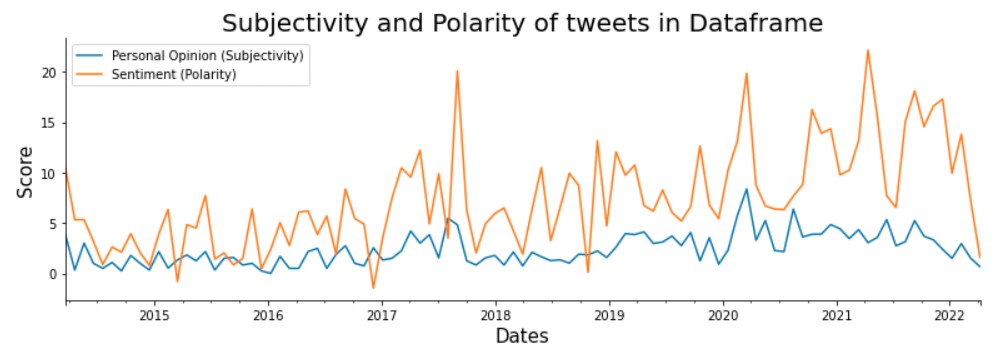 Subjectivity and Polarity of tweets in Dataframe
Personal Opinion (Subjectivity)
Sentiment (Polarity)
Score
20
15
10
5
0
2015 2016 2017 2018 2019 2020 2021 2022
Dates